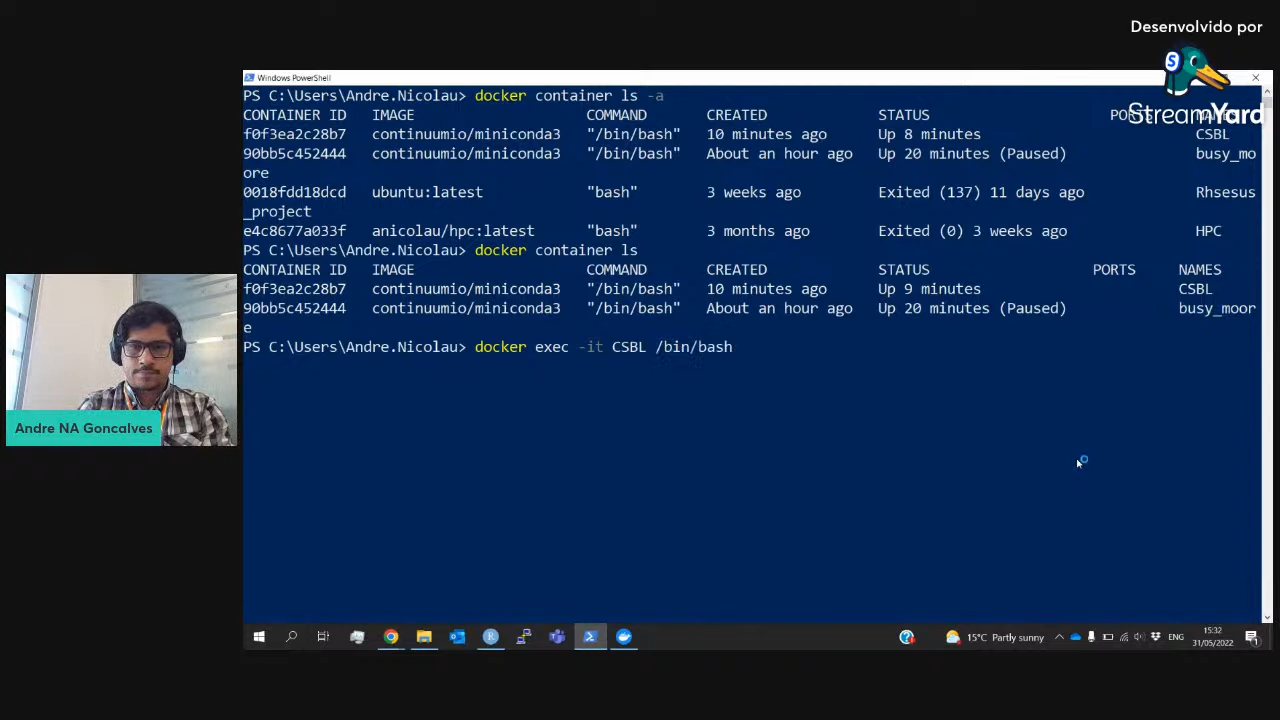 Desenvolvido por
StreamYard
Windows PowerShell
PS C:\Users\Andre.Nicolau> docker container ls -a
CONTAINER ID IMAGE COMMAND CREATED STATUS PORTS
f0f3ea2c28b7 continuumio/miniconda3 "/bin/bash" 10 minutes ago Up 8 minutes CSBL
90bb5c452444 continuumio/miniconda3 "/bin/bash" About an hour ago Up 20 minutes (Paused) busy_mo
ore
0018fdd18dcd ubuntu:latest "bash" 3 weeks ago Exited (137) 11 days ago Rhsesus
_project
e4c8677a033f anicolau/hpc:latest "bash" 3 months ago Exited (0) 3 weeks ago HPC
PS C:\Users\Andre.Nicolau> docker container ls
CONTAINER ID IMAGE COMMAND CREATED STATUS PORTS NAMES
f0f3ea2c28b7 continuumio/miniconda3 "/bin/bash" 10 minutes ago Up 9 minutes CSBL
90bb5c452444 continuumio/miniconda3 "/bin/bash" About an hour ago Up 20 minutes (Paused) busy_moor
e
PS C:\Users\Andre.Nicolau> docker exec -it CSBL /bin/bash
Andre NA Goncalves
15°C Partly sunny
ENG
15:32
31/05/2022